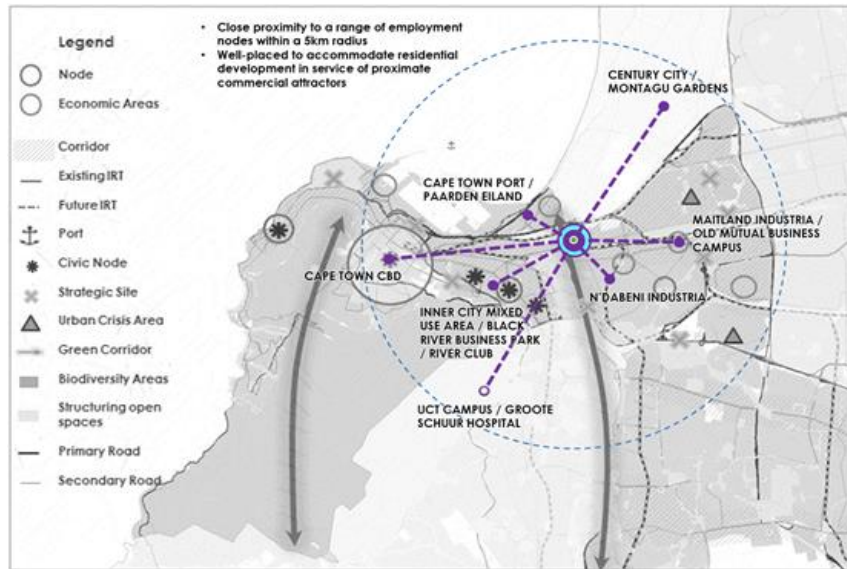 Legend
Node
Economic Areas
Corridor
Existing IRT
Future IRT
Port
Civic Node
Strategic Site
Urban Crisis Area
Green Corridor
Biodiversity Areas
Structuring open
spaces
Primary Road
Secondary Road
• Close proximity to a range of employment
nodes within a 5km radius
• Well-placed to accommodate residential
development in service of proximate
commercial attractors
CENTURY CITY /
MONTAGU GARDENS
CAPE TOWN PORT /
PAARDEN EILAND
MAITLAND INDUSTRIA /
OLD MUTUAL BUSINESS
CAMPUS
CAPE TOWN CBD
N'DABENI INDUSTRIA
INNER CITY MIXED
USE AREA / BLACK
RIVER BUSINESS PARK
/ RIVER CLUB
UCT CAMPUS / GROOTE
SCHUUR HOSPITAL